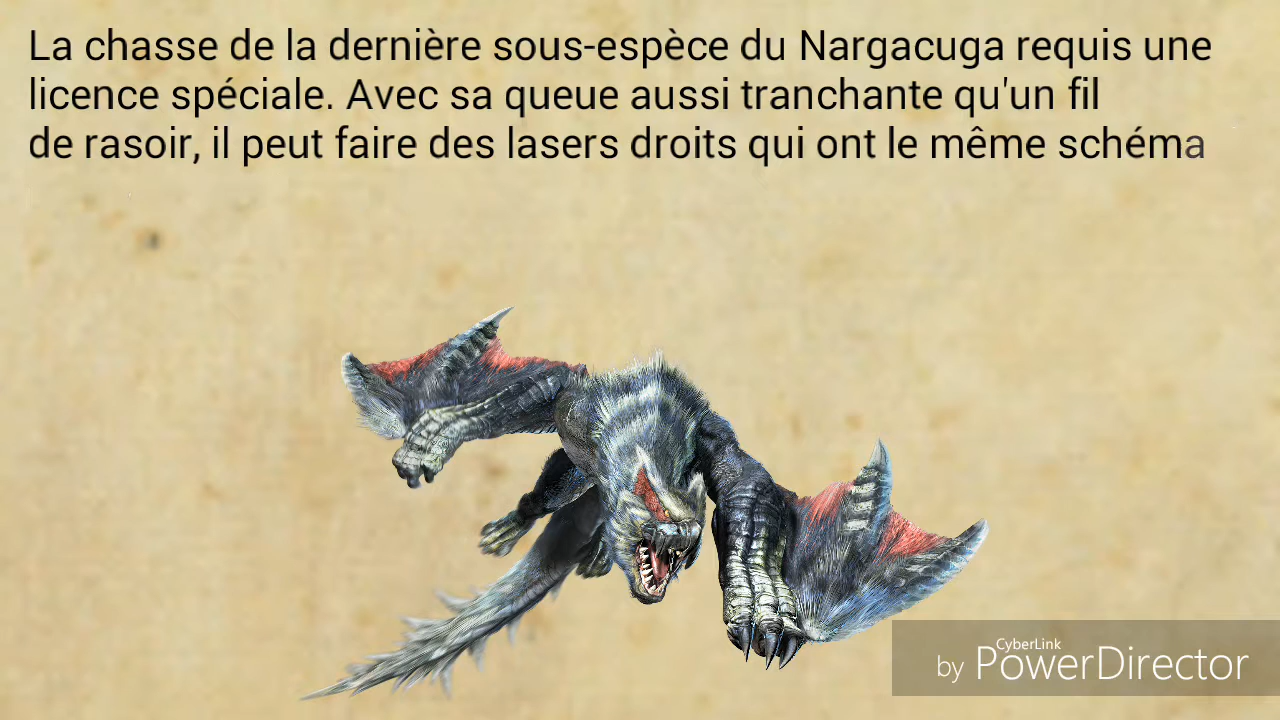 La chasse de la dernière sous-espèce du Nargacuga requis une
licence spéciale. Avec sa queue aussi tranchante qu'un fil
de rasoir, il peut faire des lasers droits qui ont le même schéma
CyberLink
by PowerDirector